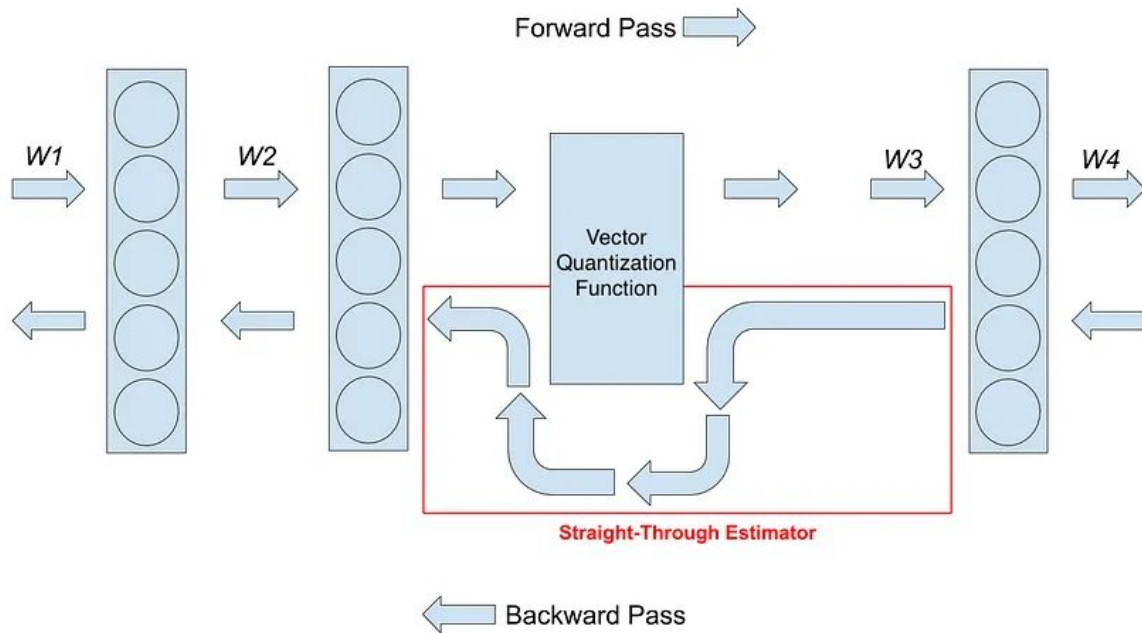 Forward Pass
W1
W2
W3
W4
Vector
Quantization
Function
Straight-Through Estimator
Backward Pass